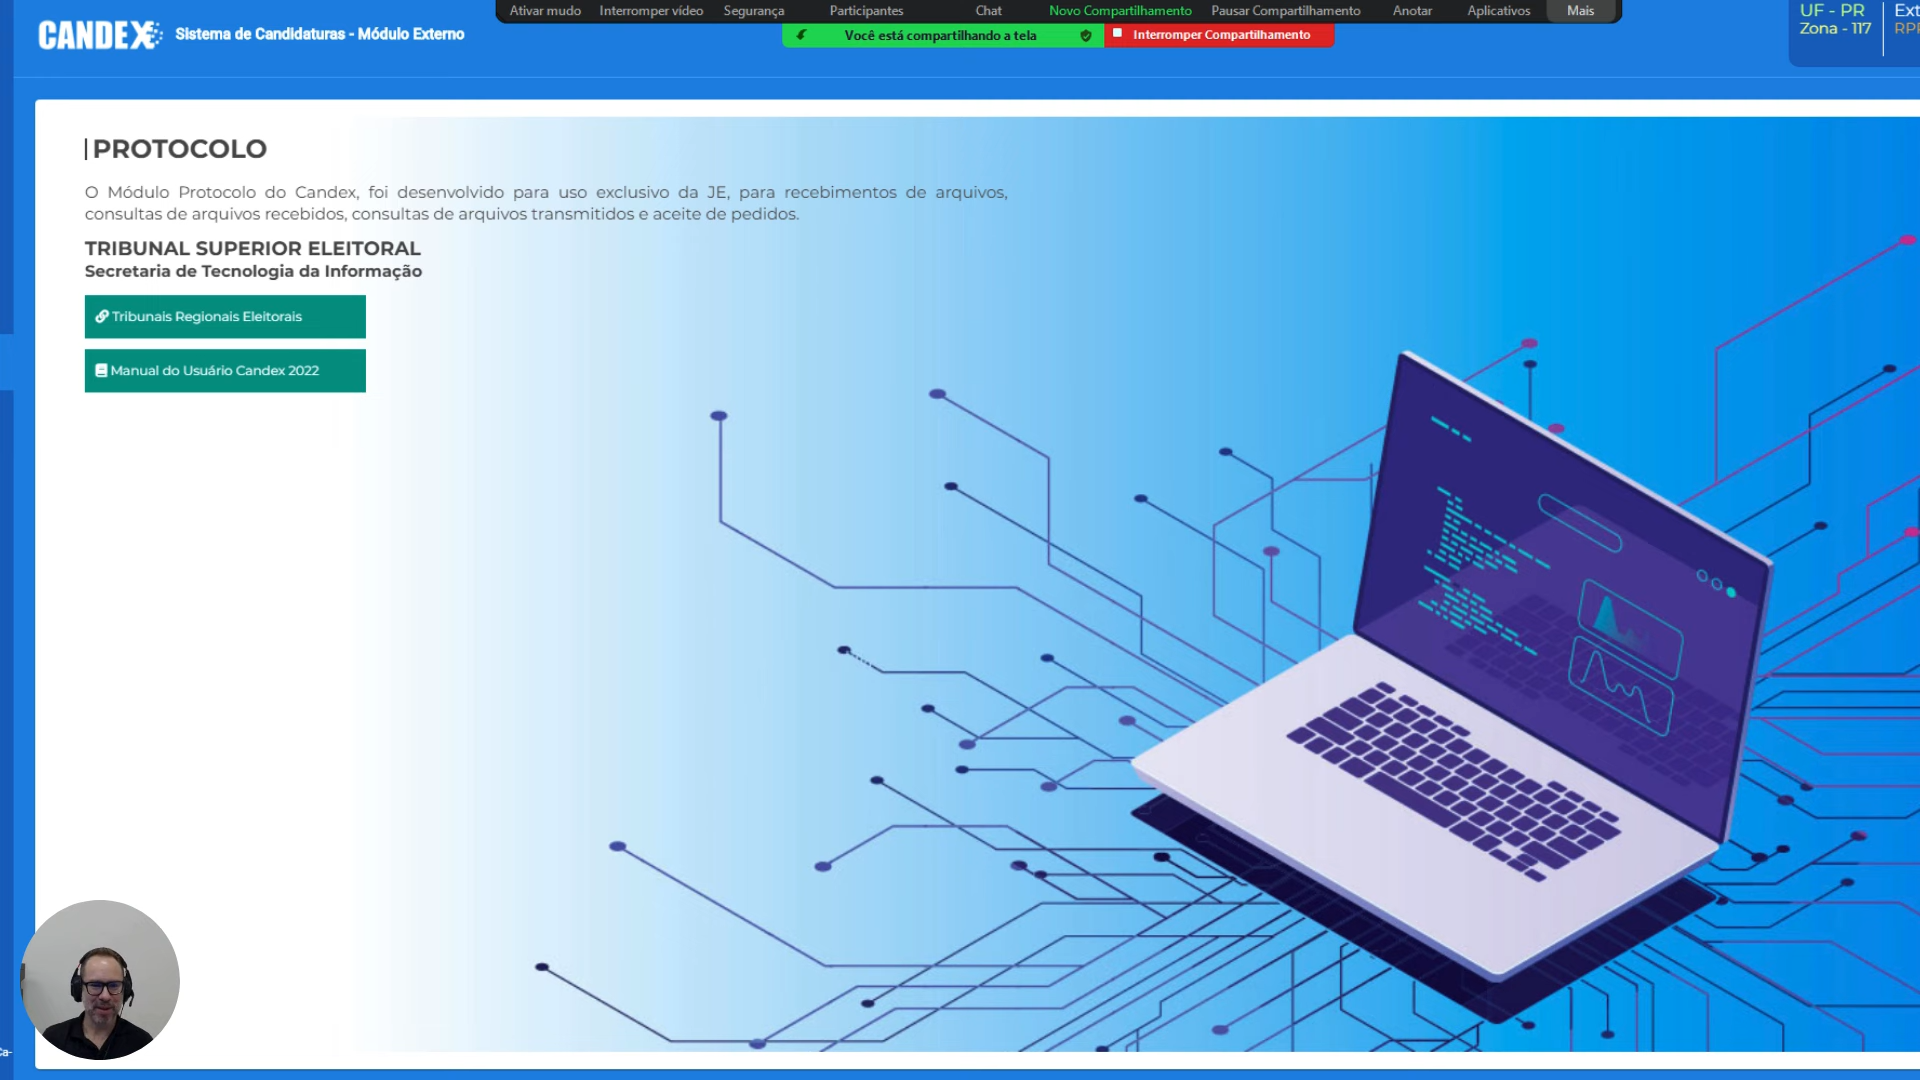 Ativar mudo Interromper vídeo Segurança Participantes Chat Novo Compartilhamento Pausar Compartilhamento Anotar Aplicativos Mais
Você está compartilhando a tela Interromper Compartilhamento
CANDEX Sistema de Candidaturas - Módulo Externo
UF - PR
Zona - 117
Ext
|PROTOCOLO
O Módulo Protocolo do Candex, foi desenvolvido para uso exclusivo da JE, para recebimentos de arquivos,
consultas de arquivos recebidos, consultas de arquivos transmitidos e aceite de pedidos.
TRIBUNAL SUPERIOR ELEITORAL
Secretaria de Tecnologia da Informação
Tribunais Regionais Eleitorais
Manual do Usuário Candex 2022